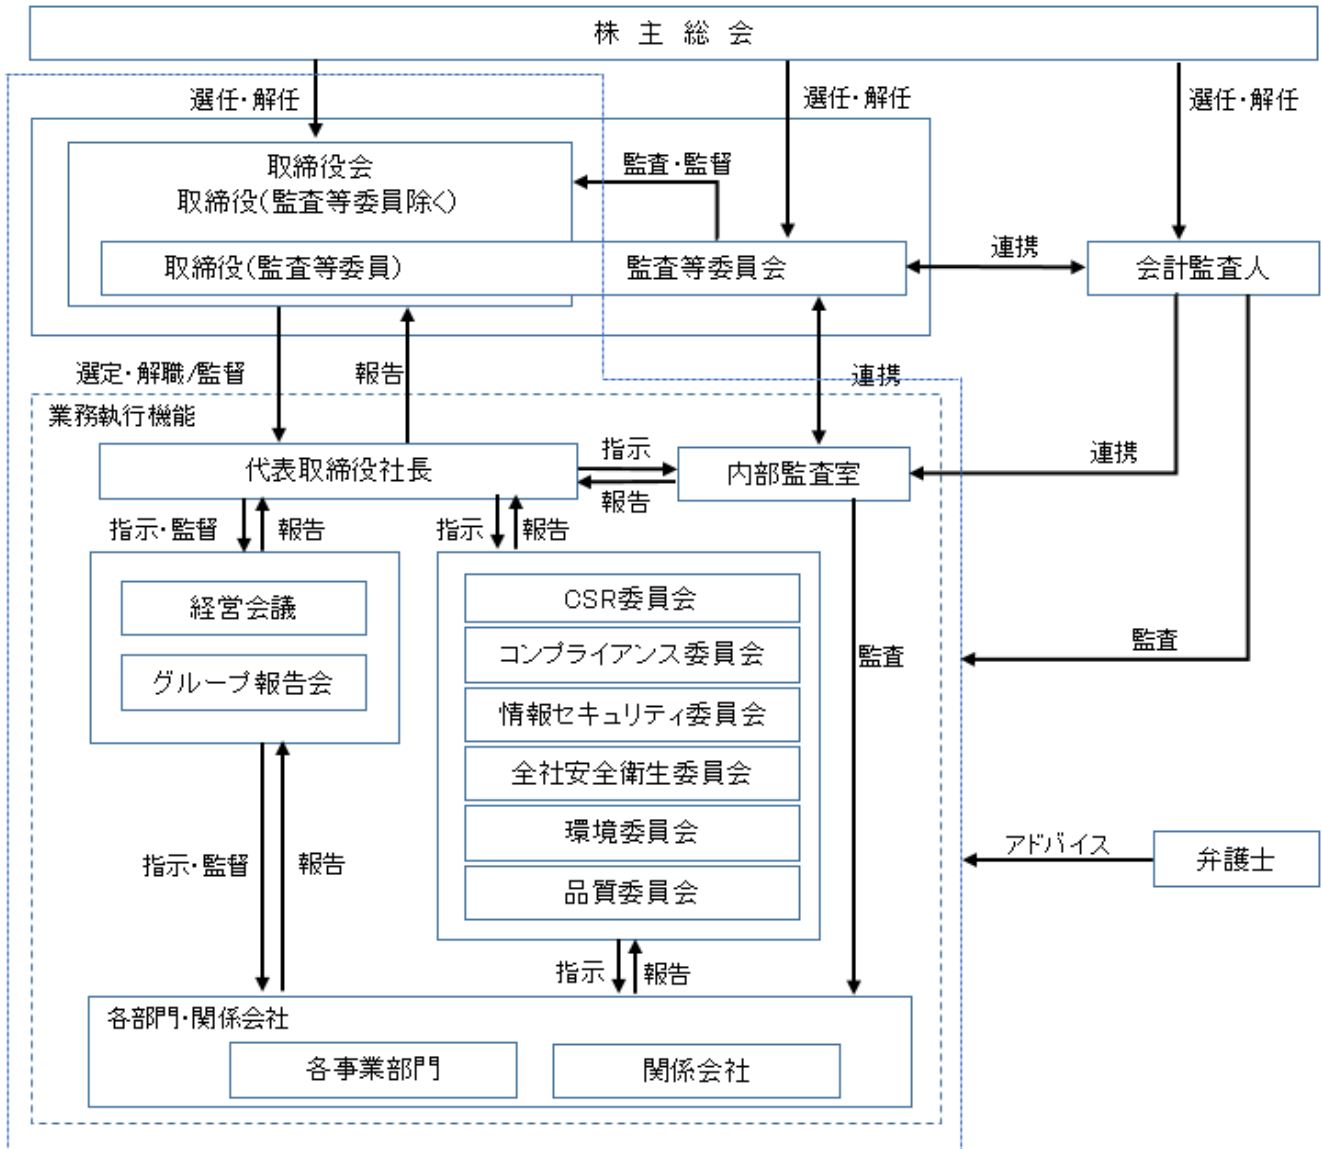 株主総会
選任・解任
選任・解任
選任・解任
取締役会
取締役(監査等委員除く)
監査・監督
取締役(監査等委員)
監査等委員会
連携
会計監査人
選定・解職/監督
報告
連携
業務執行機能
代表取締役社長
指示
報告
内部監査室
連携
指示・監督
報告
指示
報告
経営会議
グループ報告会
CSR委員会
コンプライアンス委員会
情報セキュリティ委員会
全社安全衛生委員会
環境委員会
品質委員会
監査
監査
指示・監督
報告
アドバイス
弁護士
指示
報告
各部門・関係会社
各事業部門
関係会社